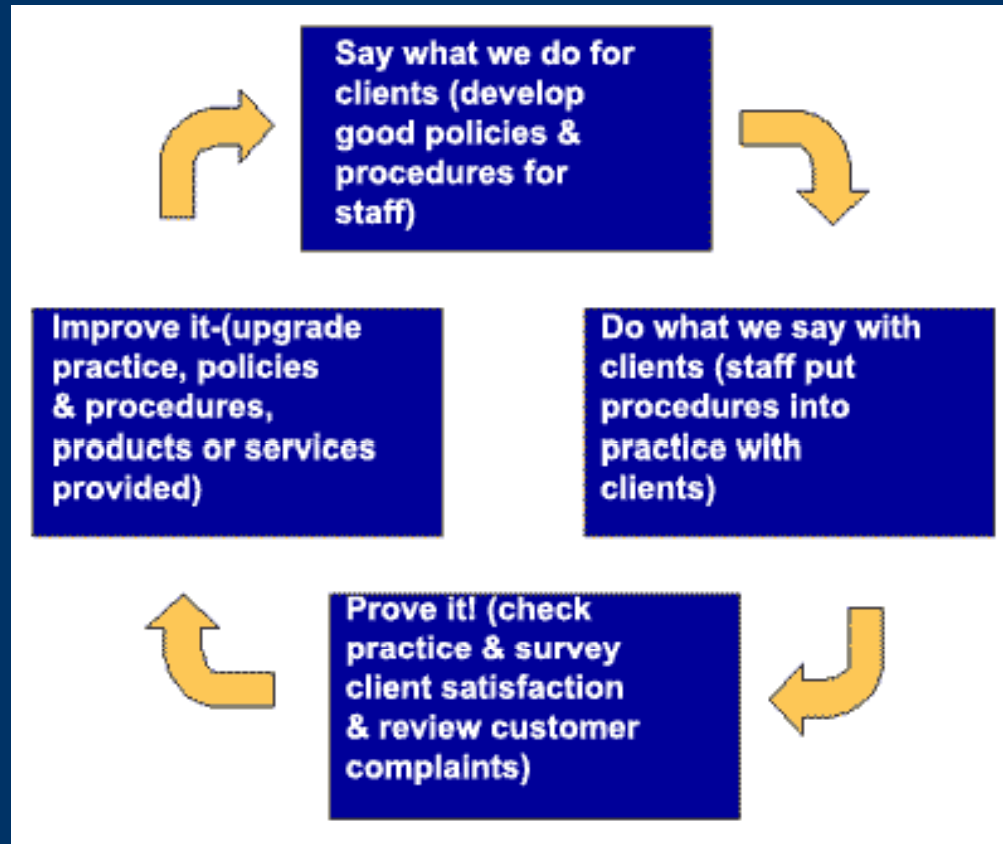 Say what we do for
clients (develop
good policies &
procedures for
staff)
Do what we say with
clients (staff put
procedures into
practice with
clients)
Prove it! (check
practice & survey
client satisfaction
& review customer
complaints)
Improve it-(upgrade
practice, policies
& procedures,
products or services
provided)